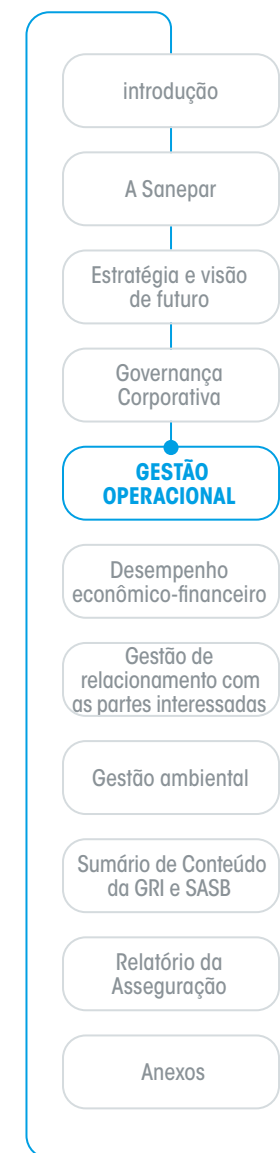 introdução
A Sanepar
Estratégia e visão
de futuro
Governança
Corporativa
GESTÃO
OPERACIONAL
Desempenho
econômico-financeiro
Gestão de
relacionamento com
as partes interessadas
Gestão ambiental
Sumário de Conteúdo
da GRI e SASB
Relatório da
Asseguração
Anexos